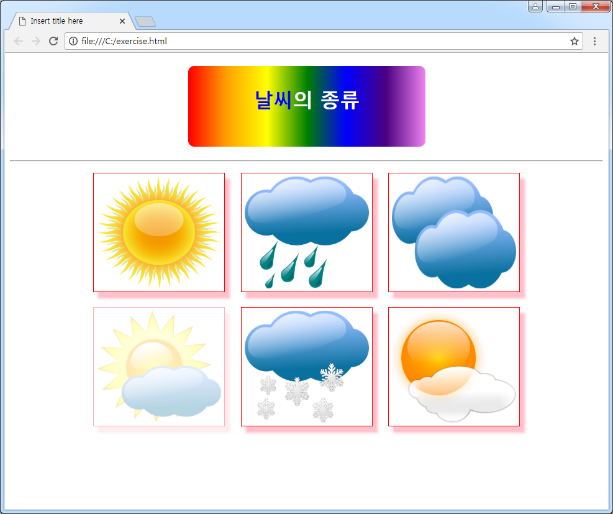 Insert title here
file:///C:/exercise.html
날씨의 종류